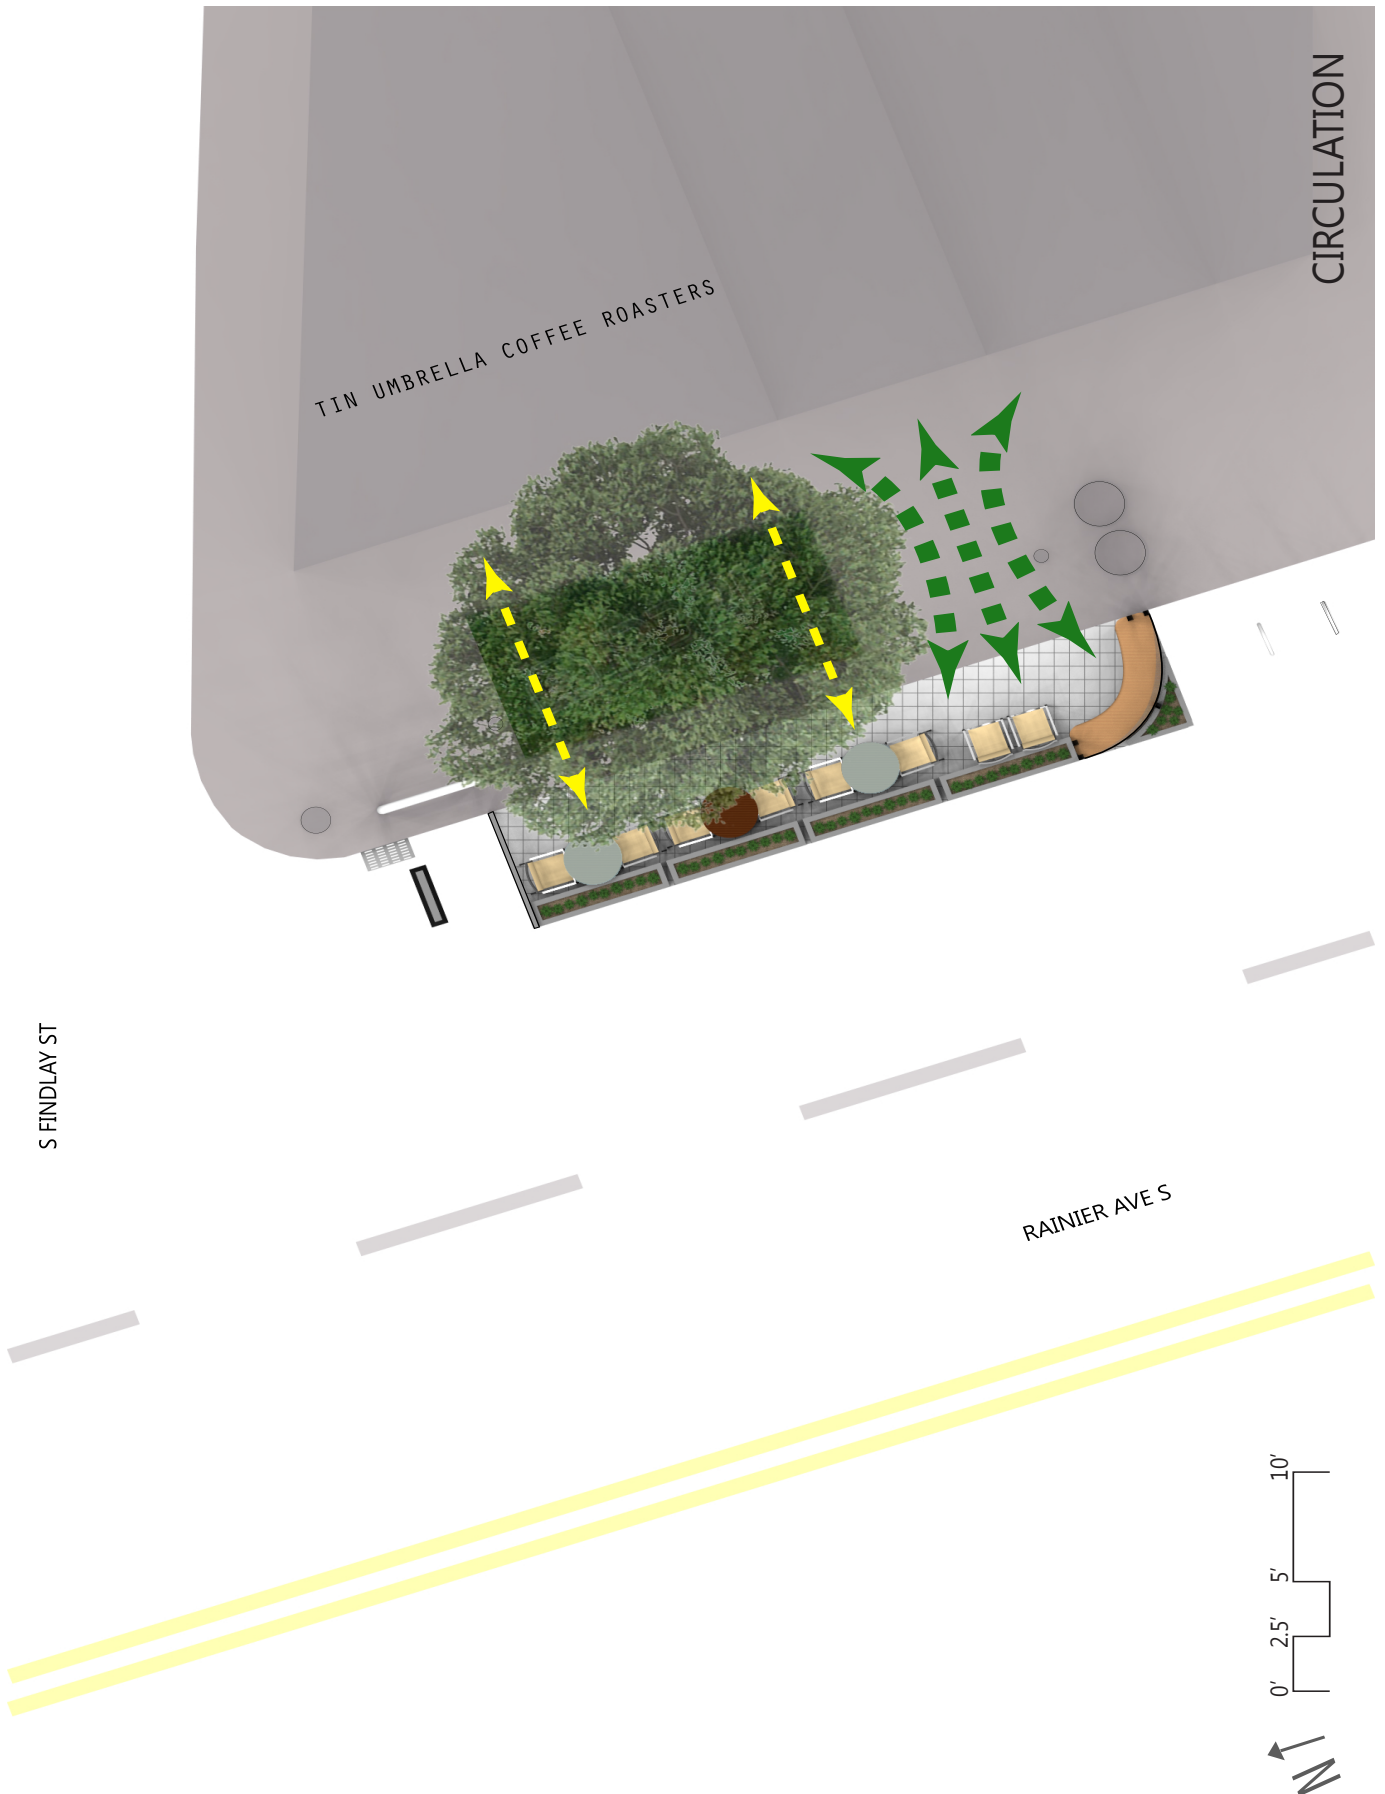 CIRCULATION
TIN UMBRELLA COFFEE ROASTERS
S FINDLAY ST
RAINIER AVE S
10'
5'
2.5'
0'
N